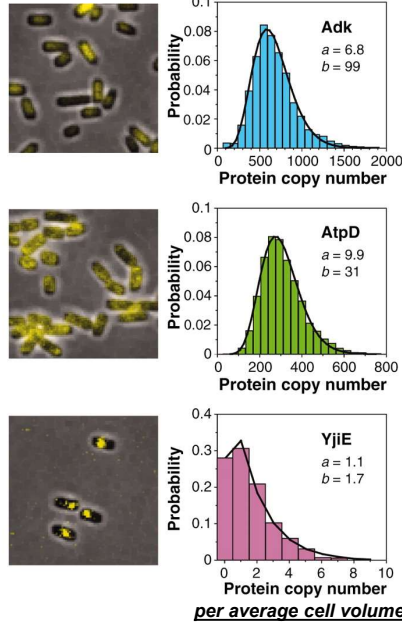 0.1
Adk
a = 6.8
b = 99
0.08
0.06
0.04
0.02
0
Probability
0 500 1000 1500 2000
Protein copy number
0.1
AtpD
a = 9.9
b = 31
0.08
0.06
0.04
0.02
0
Probability
0 200 400 600 800
Protein copy number
0.4
YjiE
a = 1.1
b = 1.7
0.3
0.2
0.1
0
Probability
0 2 4 6 8 10
Protein copy number
per average cell volume